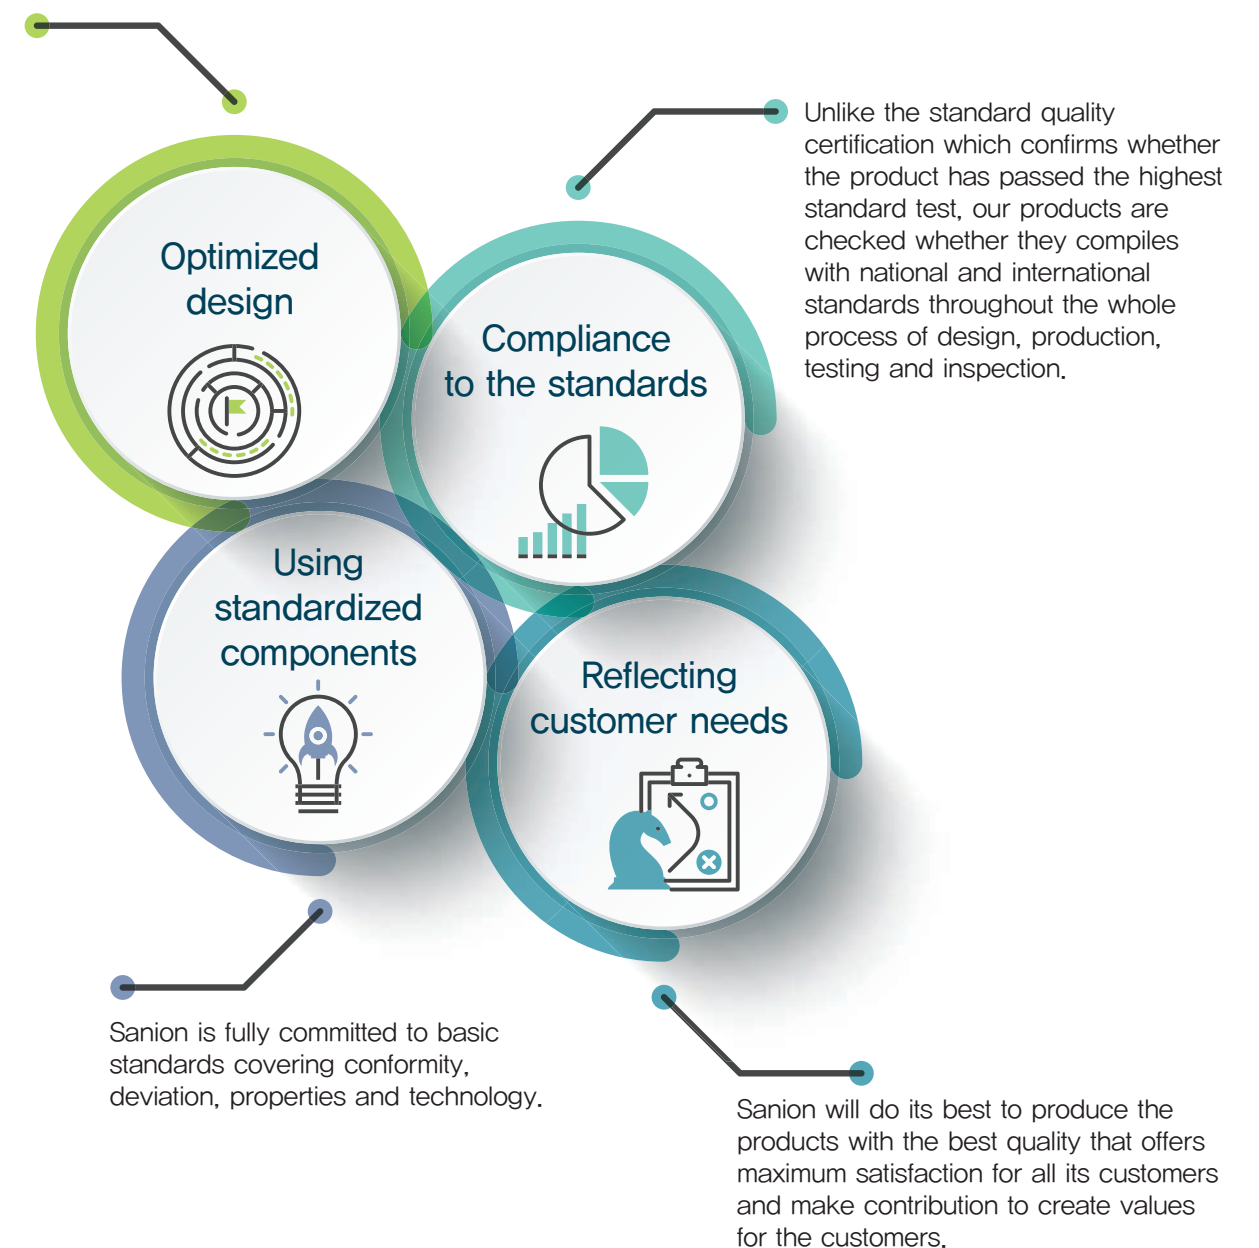 Optimized
design
Unlike the standard quality
certification which confirms whether
the product has passed the highest
standard test, our products are
checked whether they compiles
with national and international
standards throughout the whole
process of design, production,
testing and inspection.
Compliance
to the standards
Using
standardized
components
Reflecting
customer needs
Sanion is fully committed to basic
standards covering conformity,
deviation, properties and technology.
Sanion will do its best to produce the
products with the best quality that offers
maximum satisfaction for all its customers
and make contribution to create values
for the customers.